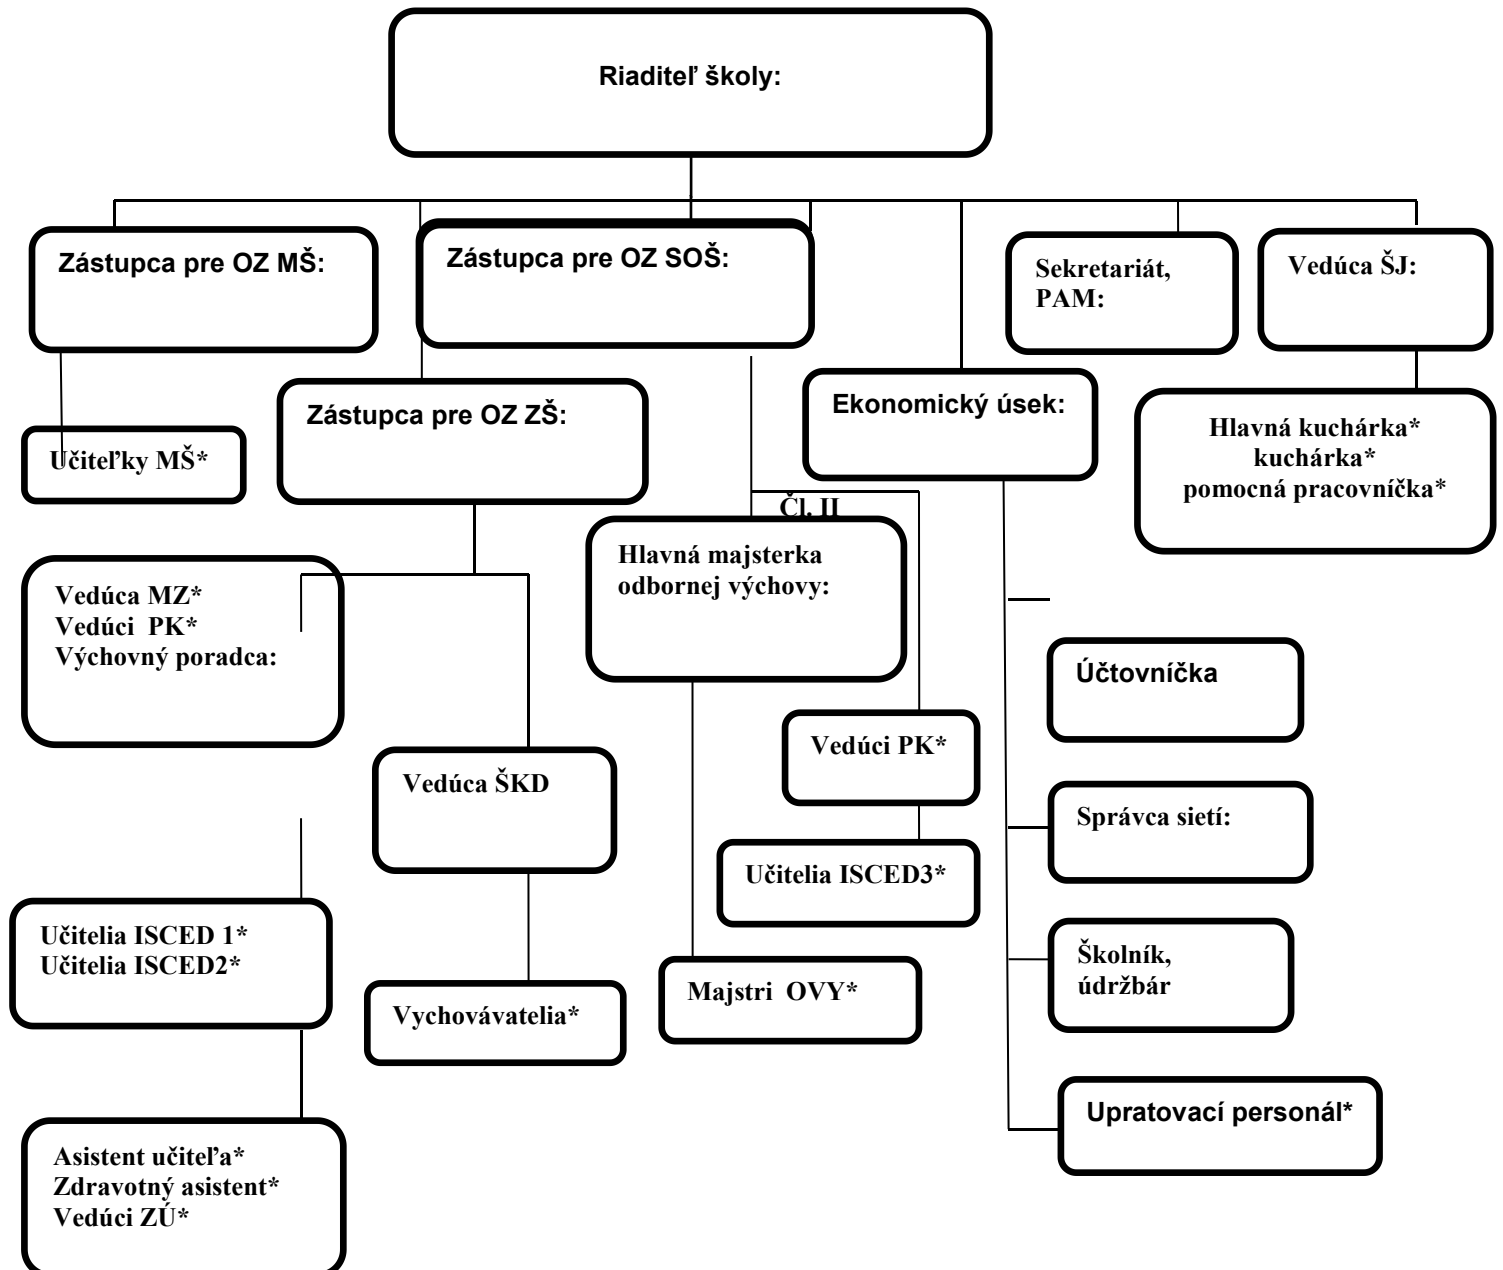 Riaditeľ školy:
Zástupca pre OZ MŠ:
Zástupca pre OZ SOŠ:
Sekretariát,
PAM:
Vedúca ŠJ:
Zástupca pre OZ ZŠ:
Ekonomický úsek:
Učiteľky MŠ*
Hlavná kuchárka*
kuchárka*
pomocná pracovníčka*
Čl. II
Hlavná majsterka
odbornej výchovy:
Vedúca MZ*
Vedúci  PK*
Výchovný poradca:
Účtovníčka
Vedúci PK*
Vedúca ŠKD
Správca sietí:
Učitelia ISCED3*
Učitelia ISCED 1*
Učitelia ISCED2*
Školník,
údržbár
Majstri  OVY*
Vychovávatelia*
Upratovací personál*
Asistent učiteľa*
Zdravotný asistent*
Vedúci ZÚ*